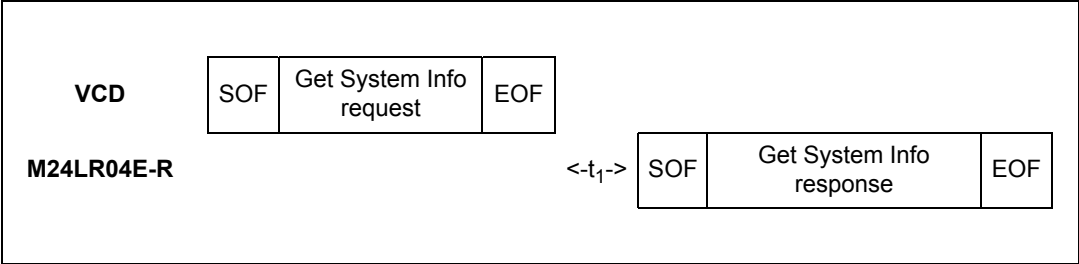 VCD
SOF
Get System Info
request
EOF
M24LR04E-R
<-t₁->
SOF
Get System Info
response
EOF